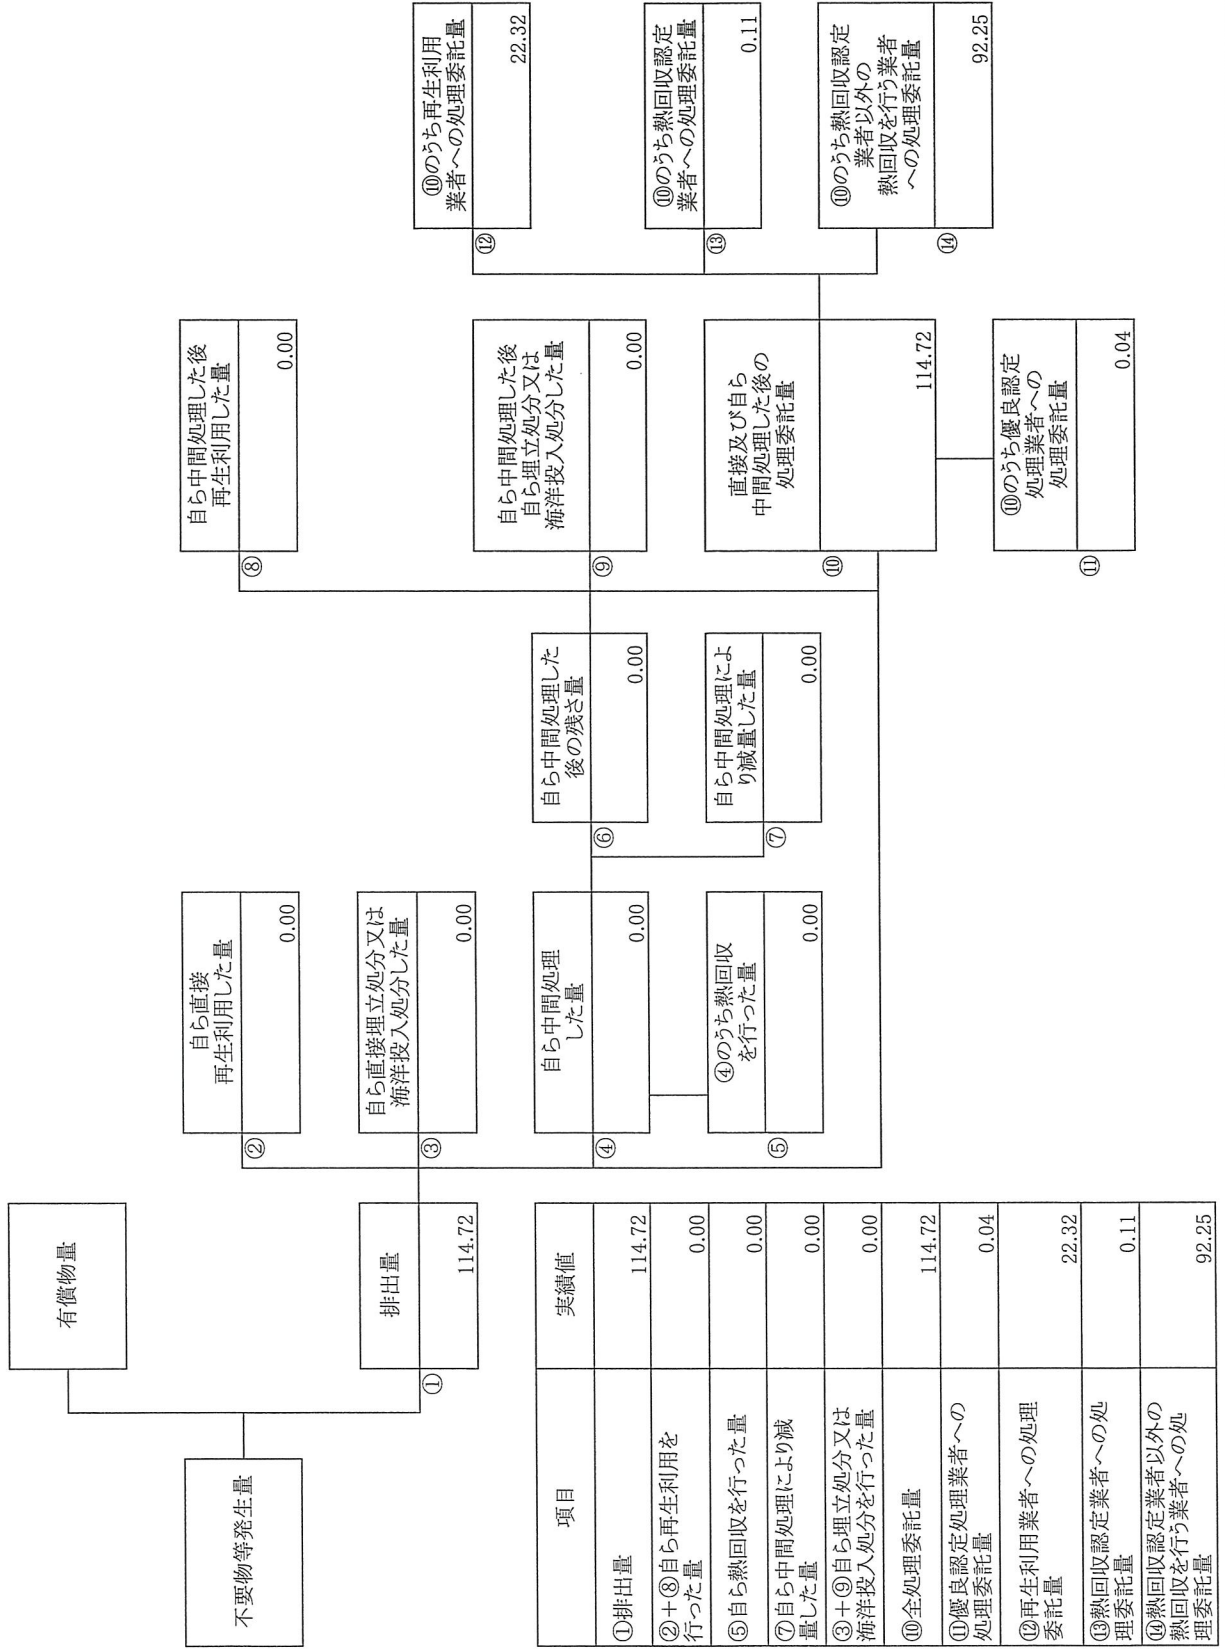 不要物等発生量
有償物量
排出量
①
114.72
自ら直接
再生利用した量
②
0.00
自ら直接埋立処分又は
海洋投入処分した量
③
0.00
自ら中間処理
した量
④
0.00
④のうち熱回収
を行った量
⑤
0.00
自ら中間処理した
後の残さ量
⑥
0.00
自ら中間処理によ
り減量した量
⑦
0.00
自ら中間処理した後
再生利用した量
⑧
0.00
自ら中間処理した後
自ら埋立処分又は
海洋投入処分した量
⑨
0.00
直接及び自ら
中間処理した後の
処理委託量
⑩
114.72
⑩のうち優良認定
処理業者への
処理委託量
⑪
0.04
⑩のうち再生利用
業者への処理委託量
⑫
22.32
⑩のうち熱回収認定
業者への処理委託量
⑬
0.11
⑩のうち熱回収認定
業者以外の
熱回収を行う業者
への処理委託量
⑭
92.25
項目 実績値
①排出量 114.72
②+⑧自ら再生利用を
行った量 0.00
⑤自ら熱回収を行った量 0.00
⑦自ら中間処理により減
量した量 0.00
③+⑨自ら埋立処分又は
海洋投入処分を行った量 0.00
⑩全処理委託量 114.72
⑪優良認定処理業者への
処理委託量 0.04
⑫再生利用業者への処理
委託量 22.32
⑬熱回収認定業者への処
理委託量 0.11
⑭熱回収認定業者以外の
熱回収を行う業者への処
理委託量 92.25